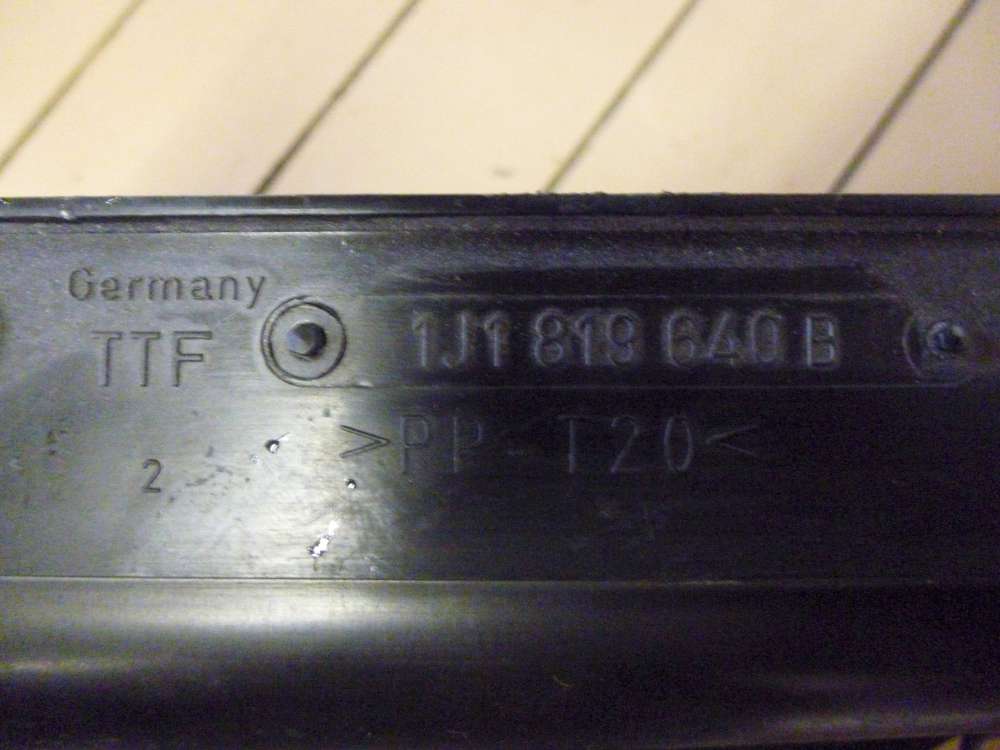 Germany
TTF
1J1 819 640 B
>PP-T20<
2